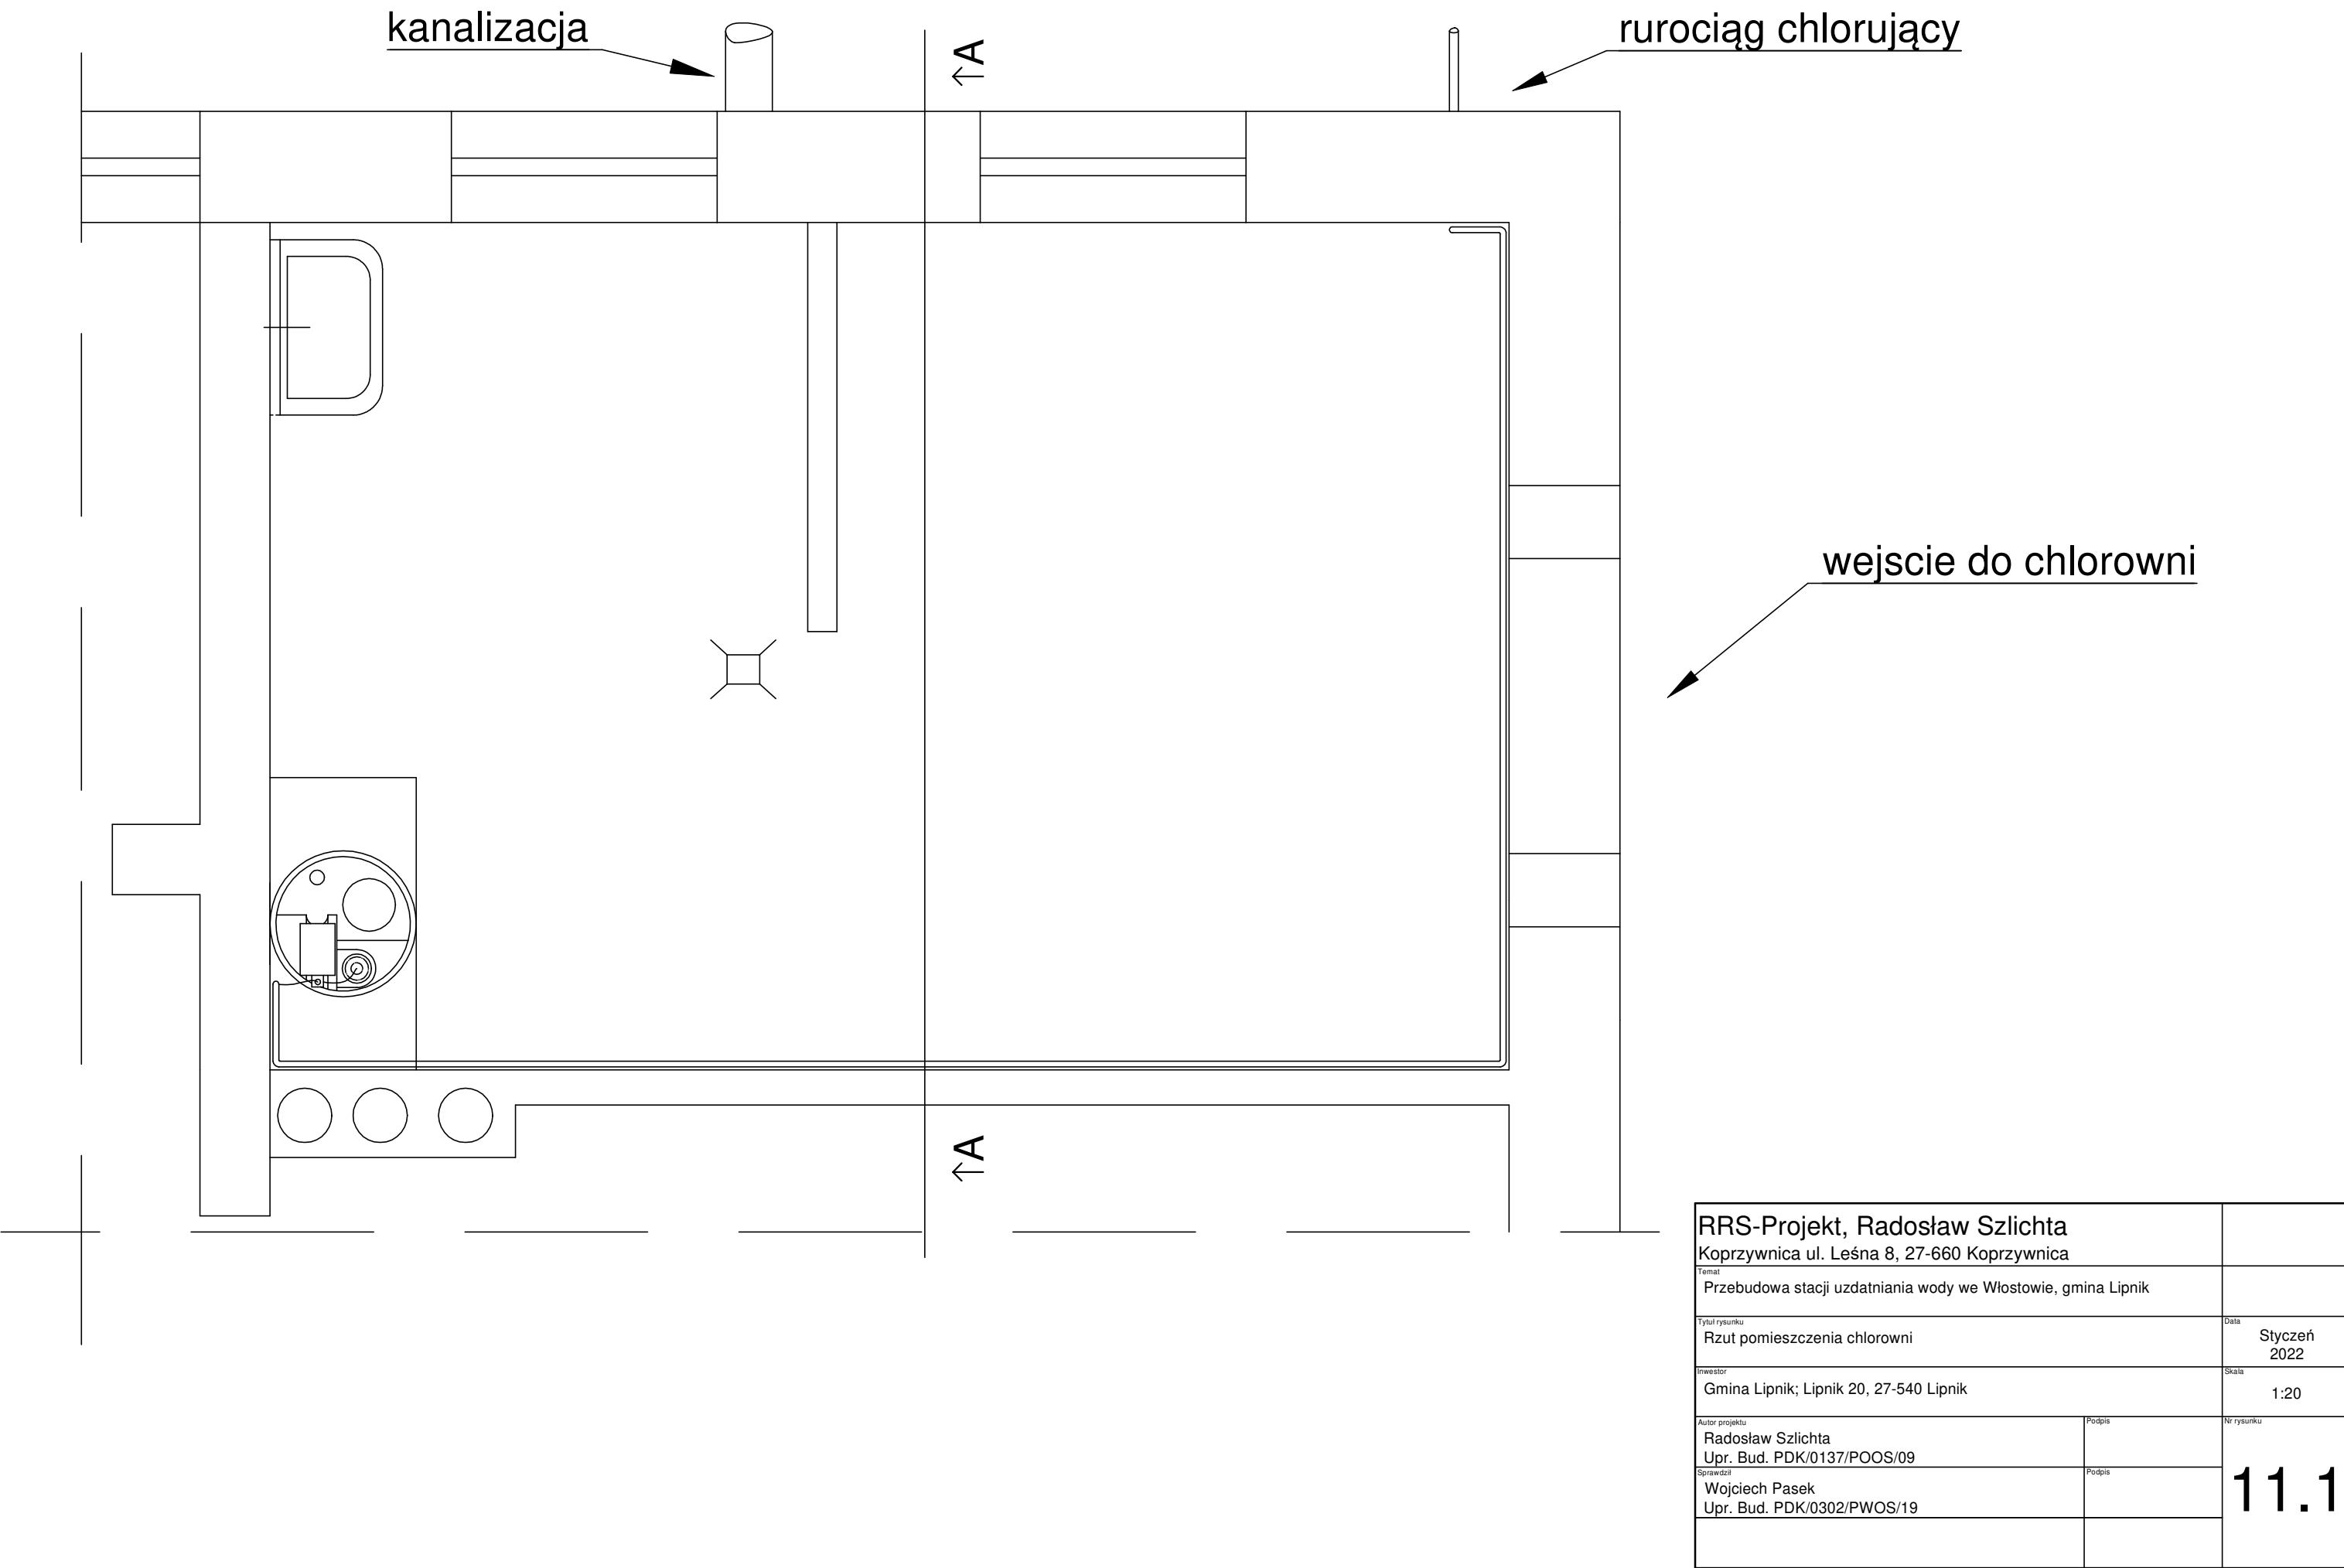 kanalizacja
A
rurociąg chlorujący
wejscie do chlorowni
A
RRS-Projekt, Radosław Szlichta
Koprzywnica ul. Leśna 8, 27-660 Koprzywnica
Temat
Przebudowa stacji uzdatniania wody we Włostowie, gmina Lipnik
Tytuł rysunku
Rzut pomieszczenia chlorowni
Data
Styczeń
2022
Inwestor
Gmina Lipnik; Lipnik 20, 27-540 Lipnik
Skala
1:20
Autor projektu
Radosław Szlichta
Upr. Bud. PDK/0137/POOS/09
Podpis
Nr rysunku
11.1
Sprawdził
Wojciech Pasek
Upr. Bud. PDK/0302/PWOS/19
Podpis